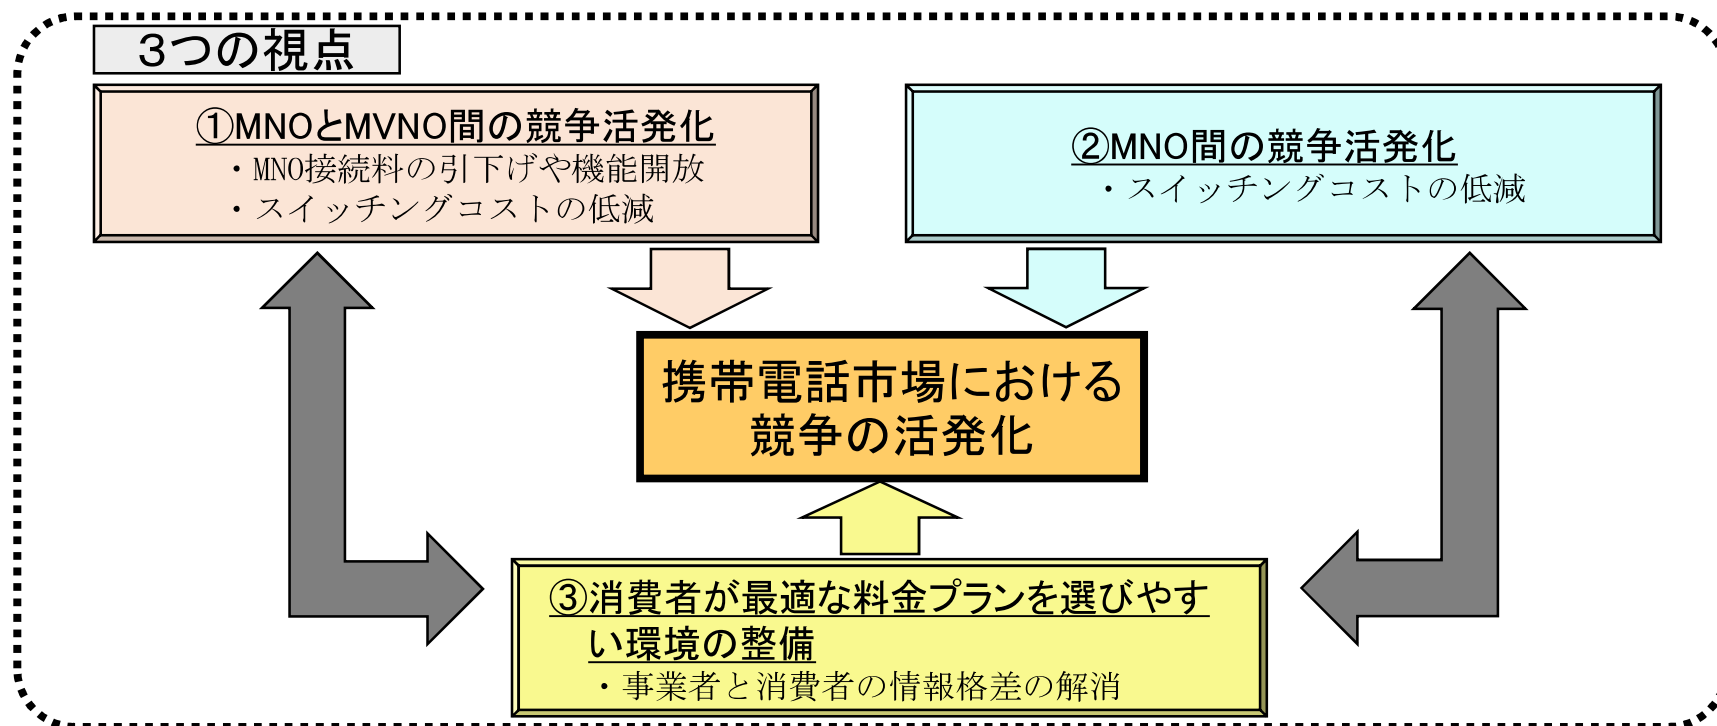 3つの視点
①MNOとMVNO間の競争活発化
・MNO接続料の引下げや機能開放
・スイッチングコストの低減
②MNO間の競争活発化
・スイッチングコストの低減
携帯電話市場における
競争の活発化
③消費者が最適な料金プランを選びやす
い環境の整備
・事業者と消費者の情報格差の解消